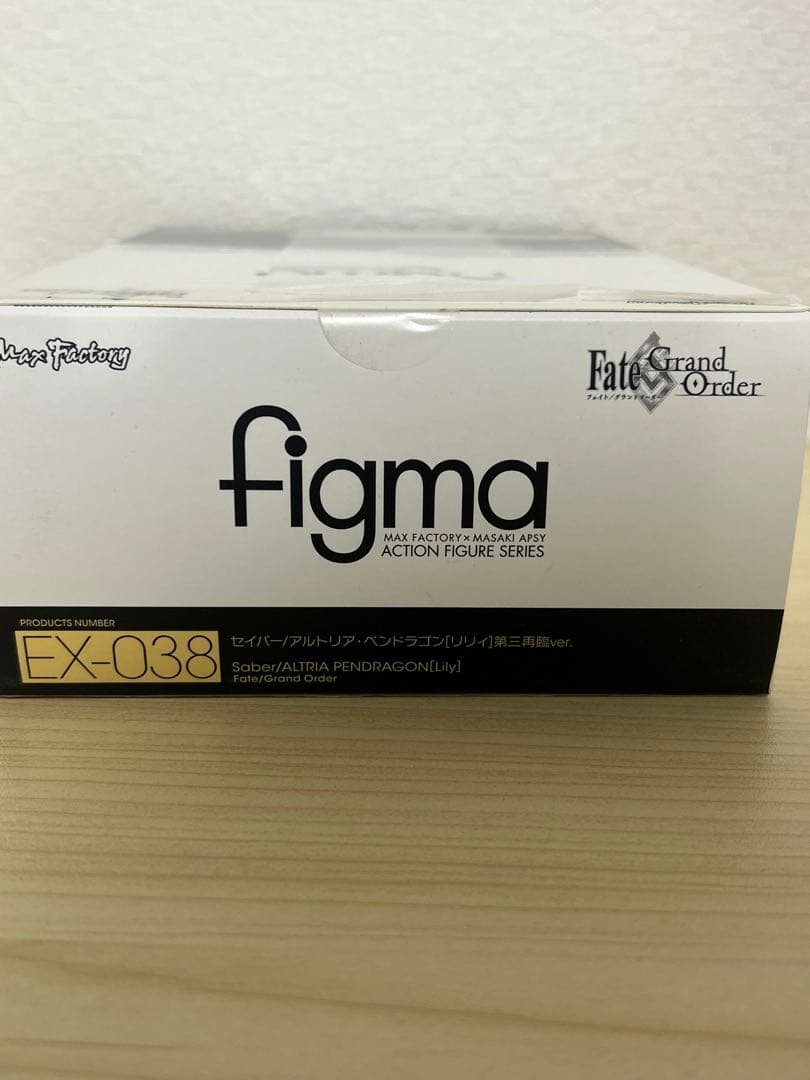 Max Factory
Fate Grand Order
フェイト/グランドオーダー
figma
MAX FACTORY × MASAKI APSY
ACTION FIGURE SERIES
PRODUCTS NUMBER
EX-038
セイバー/アルトリア・ペンドラゴン[リリィ]第三再臨ver.
Saber/ALTRIA PENDRAGON[Lily]
Fate/Grand Order